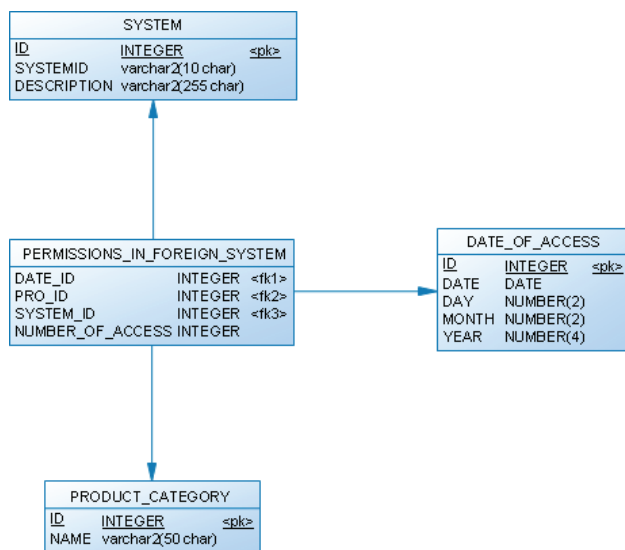 SYSTEM
ID INTEGER <pk>
SYSTEMID varchar2(10 char)
DESCRIPTION varchar2(255 char)
PERMISSIONS_IN_FOREIGN_SYSTEM
DATE_ID INTEGER <fk1>
PRO_ID INTEGER <fk2>
SYSTEM_ID INTEGER <fk3>
NUMBER_OF_ACCESS INTEGER
DATE_OF_ACCESS
ID INTEGER <pk>
DATE DATE
DAY NUMBER(2)
MONTH NUMBER(2)
YEAR NUMBER(4)
PRODUCT_CATEGORY
ID INTEGER <pk>
NAME varchar2(50 char)